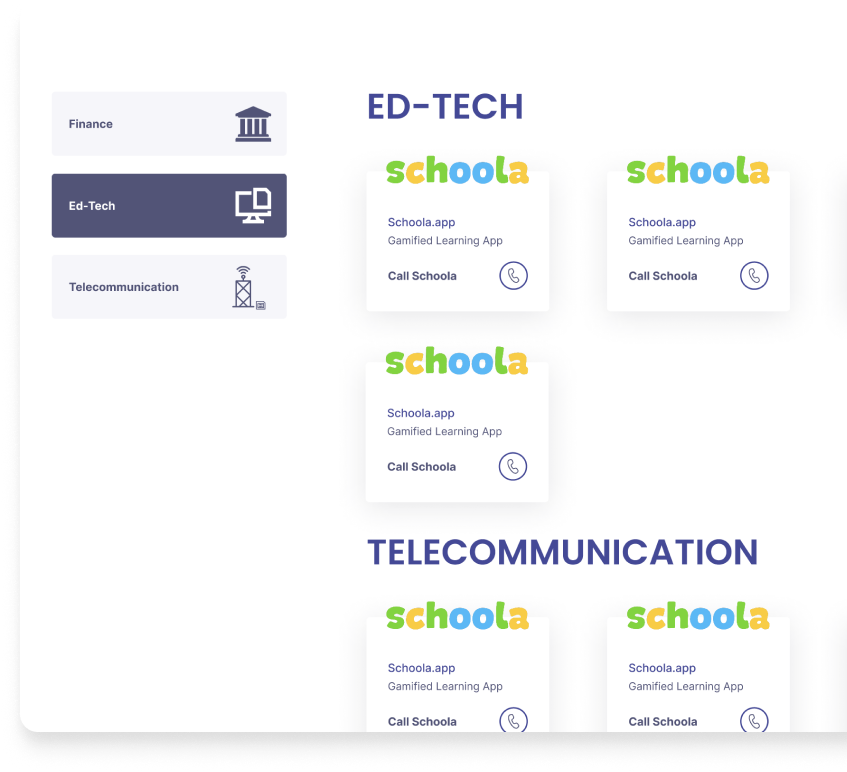 Finance
Ed-Tech
Telecommunication
ED-TECH
schoola
Schoola.app
Gamified Learning App
Call Schoola
schoola
Schoola.app
Gamified Learning App
Call Schoola
schoola
Schoola.app
Gamified Learning App
Call Schoola
TELECOMMUNICATION
schoola
Schoola.app
Gamified Learning App
Call Schoola
schoola
Schoola.app
Gamified Learning App
Call Schoola